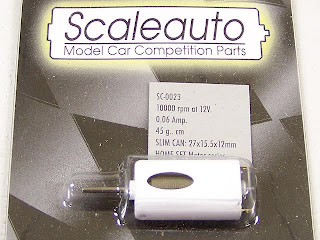 Scaleauto
Model Car Competition Parts
SC-0023
10000 rpm at 12V.
0.06 Amp.
45 g.. cm
SLIM CAN: 27x15.5x12mm
HOME SET Motor series